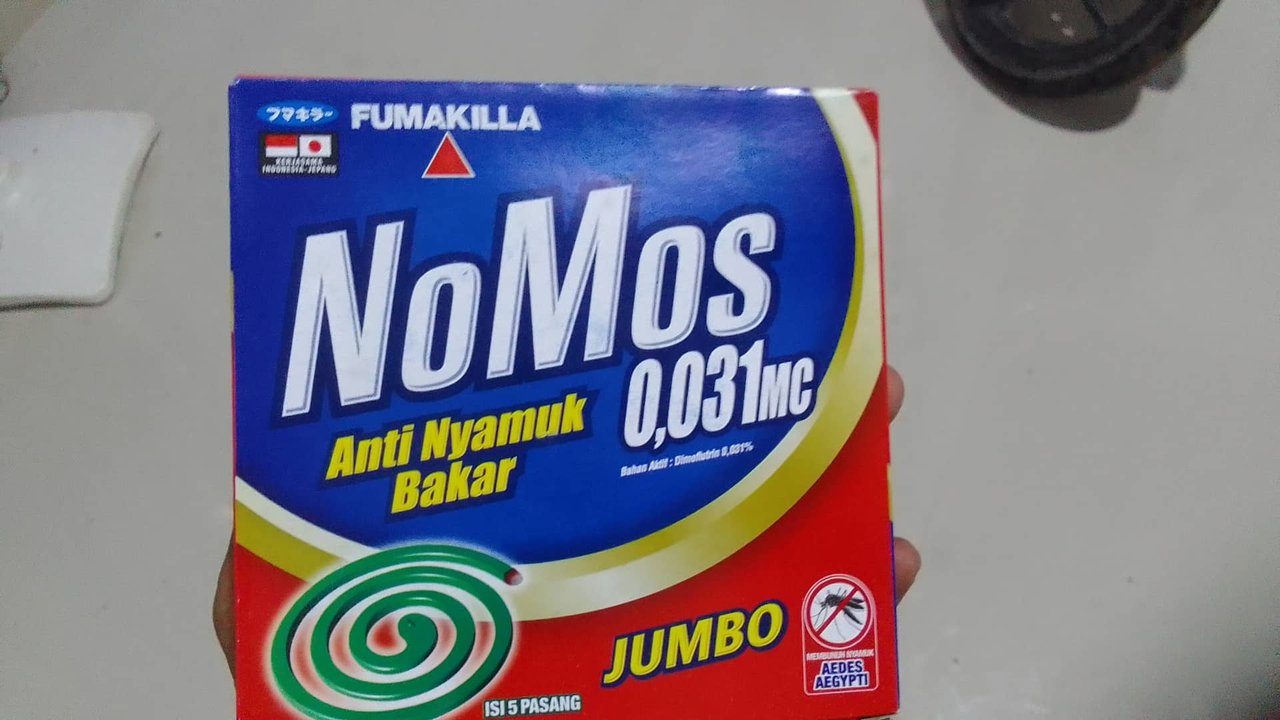 フマキラー FUMAKILLA
KERJASAMA
INDONESIA-JEPANG
NoMos
0,031MC
Anti Nyamuk
Bakar
Bahan Aktif : Dimeflutrin 0,031%
JUMBO
ISI 5 PASANG
MEMBUNUH NYAMUK
AEDES
AEGYPTI